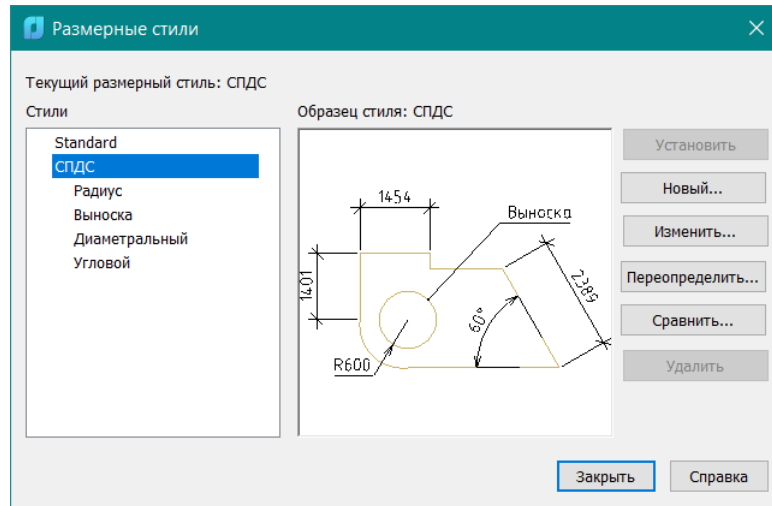 Размерные стили
Текущий размерный стиль: СПДС
Стили
Образец стиля: СПДС
Standard
СПДС
Радиус
Выноска
Диаметральный
Угловой
1454
Выноска
1401
2389
60°
R600
Установить
Новый...
Изменить...
Переопределить...
Сравнить...
Удалить
Закрыть
Справка